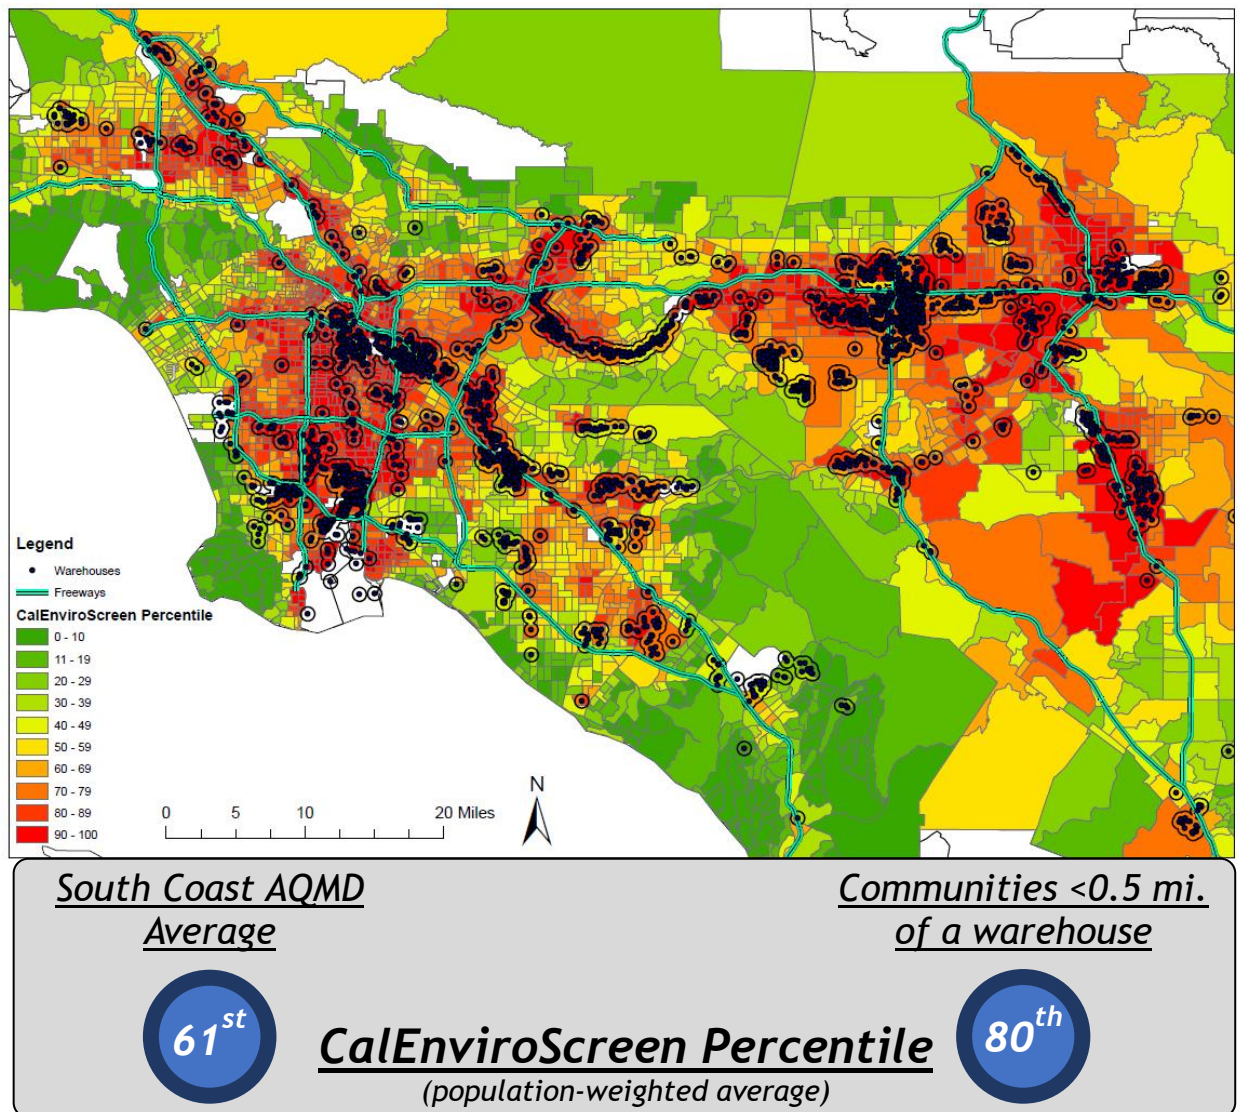 Legend
Warehouses
Freeways
CalEnviroScreen Percentile
0 - 10
11 - 19
20 - 29
30 - 39
40 - 49
50 - 59
60 - 69
70 - 79
80 - 89
90 - 100
0 5 10 20 Miles
N
South Coast AQMD
Average
61st
Communities <0.5 mi.
of a warehouse
80th
CalEnviroScreen Percentile
(population-weighted average)